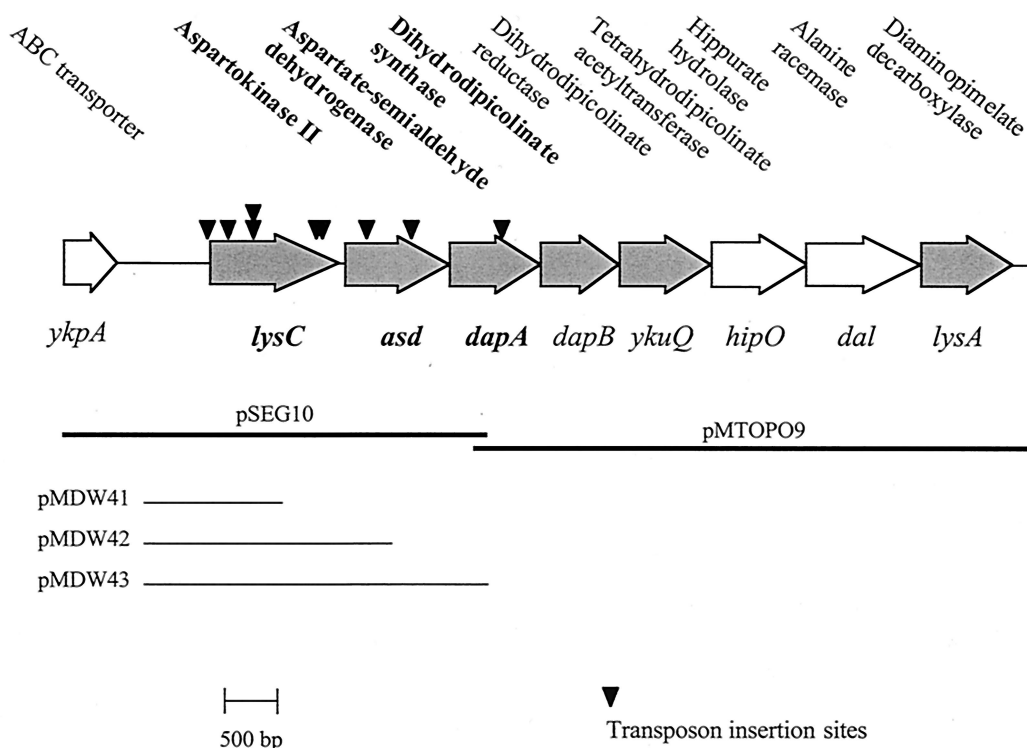 ABC transporter
Aspartokinase II
Aspartate-semialdehyde
dehydrogenase
Dihydrodipicolinate
synthase
Dihydrodipicolinate
reductase
Tetrahydrodipicolinate
acetyltransferase
Hippurate
hydrolase
Alanine
racemase
Diaminopimelate
decarboxylase
ykpA
lysC
asd
dapA
dapB
ykuQ
hipO
dal
lysA
pSEG10
pMTOPO9
pMDW41
pMDW42
pMDW43
500 bp
Transposon insertion sites